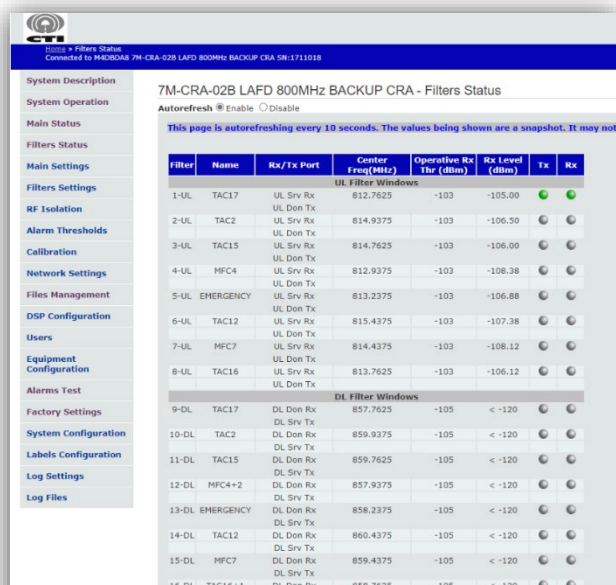 CTI
Home » Filters Status
Connected to M4DBDA8 7M-CRA-02B LAFD 800MHz BACKUP CRA SN:1711018
System Description
System Operation
Main Status
Filters Status
Main Settings
Filters Settings
RF Isolation
Alarm Thresholds
Calibration
Network Settings
Files Management
DSP Configuration
Users
Equipment
Configuration
Alarms Test
Factory Settings
System Configuration
Labels Configuration
Log Settings
Log Files
7M-CRA-02B LAFD 800MHz BACKUP CRA - Filters Status
Autorefresh Enable Disable
This page is autorefreshing every 10 seconds. The values being shown are a snapshot. It may not
Filter Name Rx/Tx Port Center Freq(MHz) Operative Rx Thr (dBm) Rx Level (dBm) Tx Rx
UL Filter Windows
1-UL TAC17 UL Srv Rx 812.7625 -103 -105.00
UL Don Tx
2-UL TAC2 UL Srv Rx 814.9375 -103 -106.50
UL Don Tx
3-UL TAC15 UL Srv Rx 814.7625 -103 -106.00
UL Don Tx
4-UL MFC4 UL Srv Rx 812.9375 -103 -108.38
UL Don Tx
5-UL EMERGENCY UL Srv Rx 813.2375 -103 -106.88
UL Don Tx
6-UL TAC12 UL Srv Rx 815.4375 -103 -107.38
UL Don Tx
7-UL MFC7 UL Srv Rx 814.4375 -103 -108.12
UL Don Tx
8-UL TAC16 UL Srv Rx 813.7625 -103 -106.12
UL Don Tx
DL Filter Windows
9-DL TAC17 DL Don Rx 857.7625 -105 < -120
DL Srv Tx
10-DL TAC2 DL Don Rx 859.9375 -105 < -120
DL Srv Tx
11-DL TAC15 DL Don Rx 859.7625 -105 < -120
DL Srv Tx
12-DL MFC4+2 DL Don Rx 857.9375 -105 < -120
DL Srv Tx
13-DL EMERGENCY DL Don Rx 858.2375 -105 < -120
DL Srv Tx
14-DL TAC12 DL Don Rx 860.4375 -105 < -120
DL Srv Tx
15-DL MFC7 DL Don Rx 859.4375 -105 < -120
DL Srv Tx